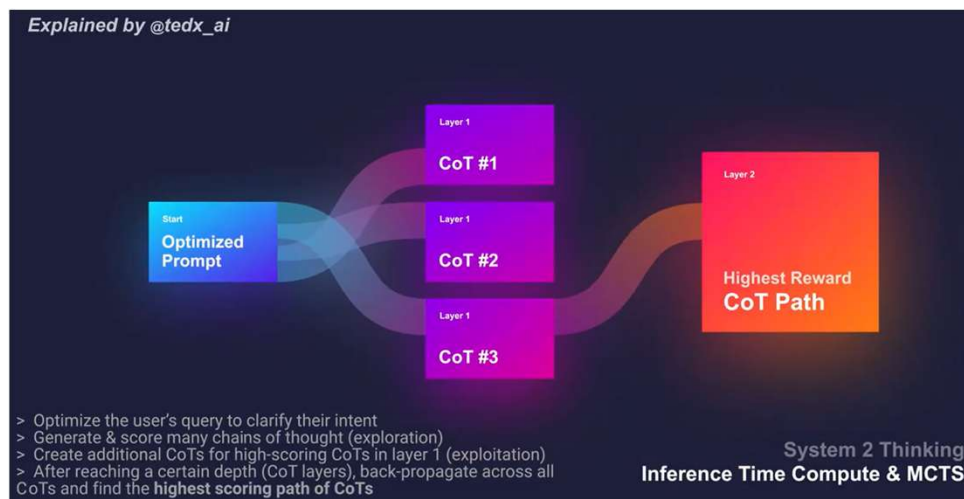 Explained by @tedx_ai
Layer 1
CoT #1
Start
Optimized
Prompt
Layer 1
CoT #2
Layer 1
CoT #3
Layer 2
Highest Reward
CoT Path
> Optimize the user's query to clarify their intent
> Generate & score many chains of thought (exploration)
> Create additional CoTs for high-scoring CoTs in layer 1 (exploitation)
> After reaching a certain depth (CoT layers), back-propagate across all
CoTs and find the highest scoring path of CoTs
System 2 Thinking
Inference Time Compute & MCTS